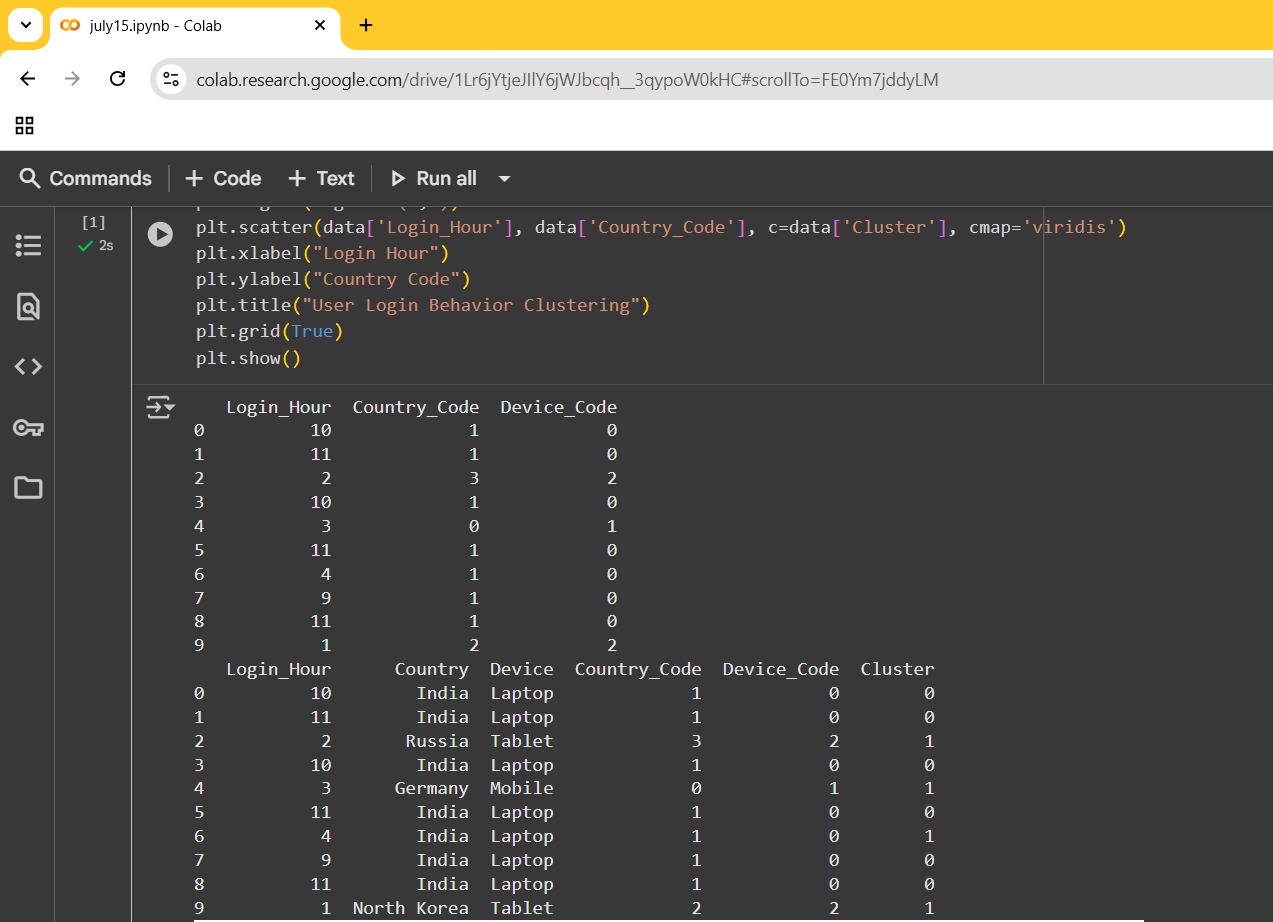 july15.ipynb - Colab
colab.research.google.com/drive/1Lr6jYtjeJIlY6jWJbcqh__3qypoW0kHC#scrollTo=FE0Ym7jddyLM
Commands + Code + Text Run all
[1]
2s
plt.scatter(data['Login_Hour'], data['Country_Code'], c=data['Cluster'], cmap='viridis')
plt.xlabel("Login Hour")
plt.ylabel("Country Code")
plt.title("User Login Behavior Clustering")
plt.grid(True)
plt.show()
Login_Hour Country_Code Device_Code
0 10 1 0
1 11 1 0
2 2 3 2
3 10 1 0
4 3 0 1
5 11 1 0
6 4 1 0
7 9 1 0
8 11 1 0
9 1 2 2
Login_Hour Country Device Country_Code Device_Code Cluster
0 10 India Laptop 1 0 0
1 11 India Laptop 1 0 0
2 2 Russia Tablet 3 2 1
3 10 India Laptop 1 0 0
4 3 Germany Mobile 0 1 1
5 11 India Laptop 1 0 0
6 4 India Laptop 1 0 1
7 9 India Laptop 1 0 0
8 11 India Laptop 1 0 0
9 1 North Korea Tablet 2 2 1